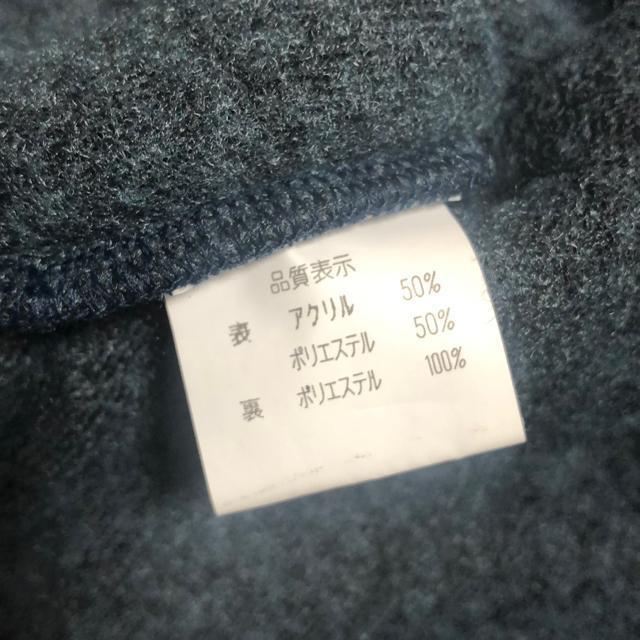 品質表示
表 アクリル 50%
ポリエステル 50%
裏 ポリエステル 100%